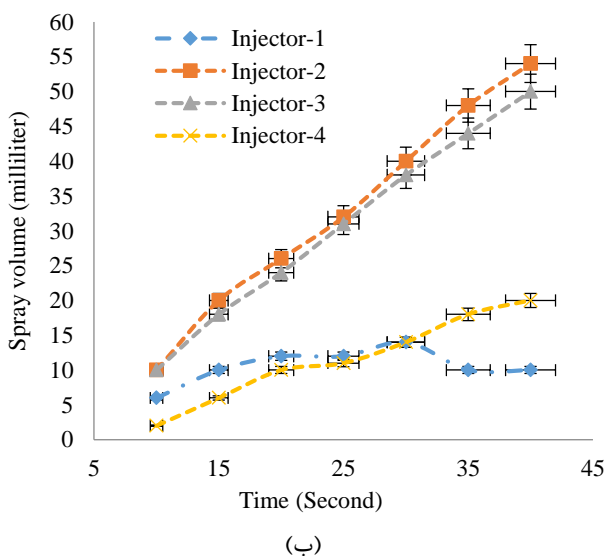 60
55
50
45
40
35
30
25
20
15
10
5
0
Spray volume (milliliter)
Injector-1
Injector-2
Injector-3
Injector-4
5 15 25 35 45
Time (Second)
(ب)